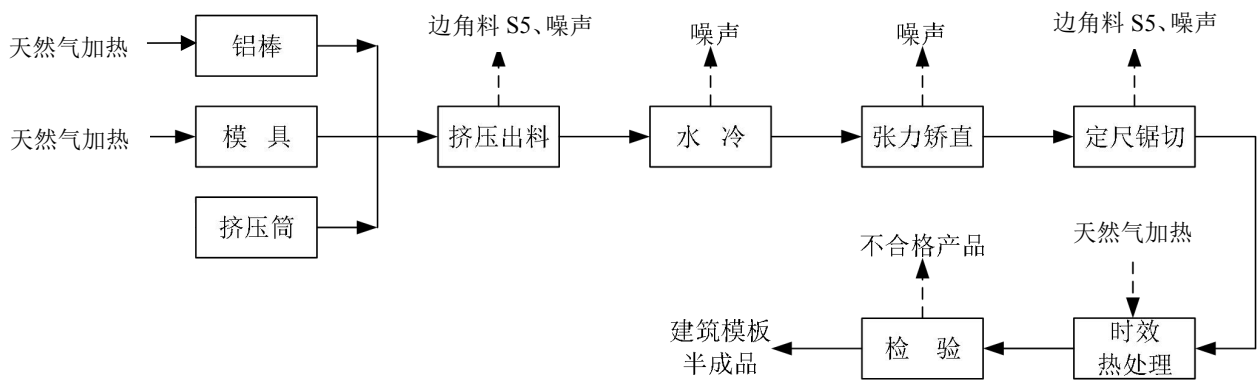 边角料 S5、噪声
噪声
噪声
边角料 S5、噪声
天然气加热
铝棒
天然气加热
模 具
挤压出料
水 冷
张力矫直
定尺锯切
挤压筒
不合格产品
天然气加热
建筑模板
半成品
检 验
时效
热处理